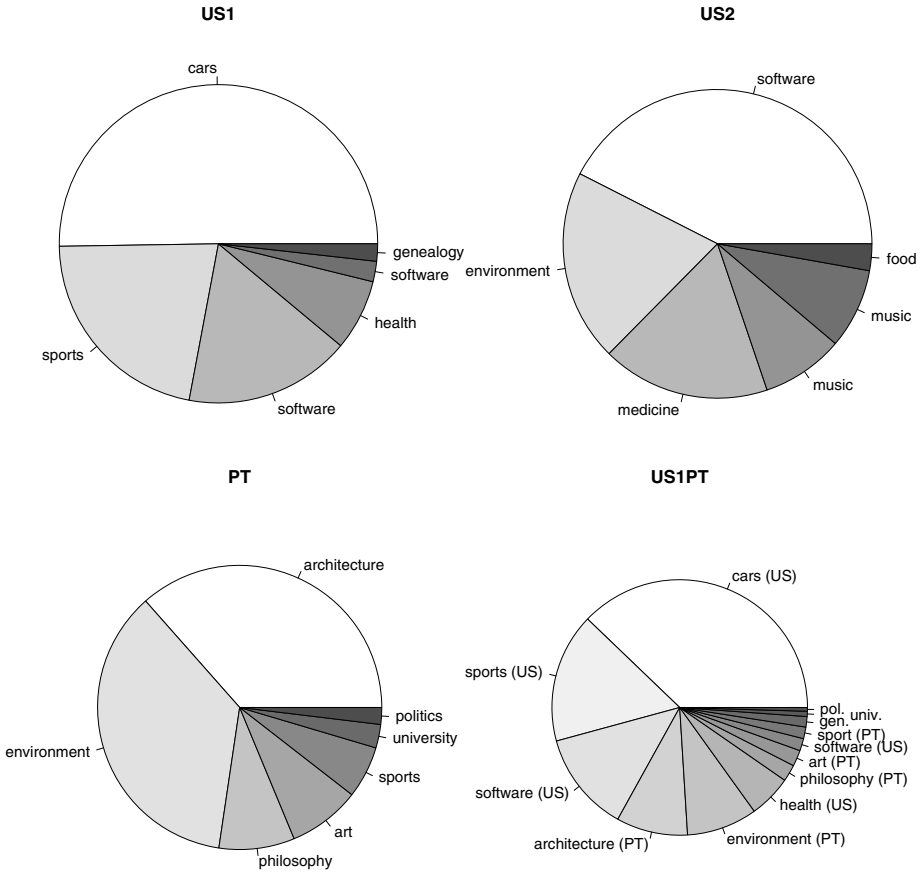 US1
US2
cars
software
genealogy
software
health
software
sports
environment
food
music
music
medicine
PT
US1PT
architecture
environment
politics
university
sports
art
philosophy
cars (US)
sports (US)
software (US)
architecture (PT)
environment (PT)
health (US)
philosophy (PT)
art (PT)
software (US)
sport (PT)
gen.
univ.
pol.